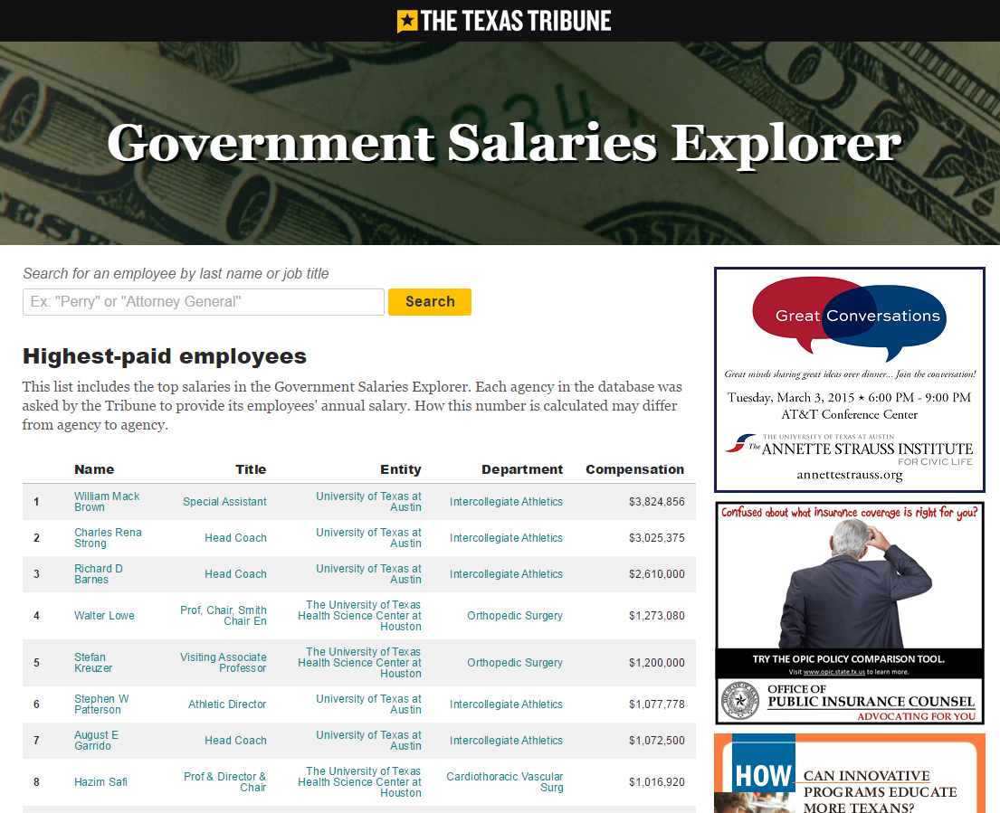 THE TEXAS TRIBUNE
Government Salaries Explorer
Search for an employee by last name or job title
Ex: "Perry" or "Attorney General"
Search
Highest-paid employees
This list includes the top salaries in the Government Salaries Explorer. Each agency in the database was
asked by the Tribune to provide its employees' annual salary. How this number is calculated may differ
from agency to agency.
Name Title Entity Department Compensation
1 William Mack Brown Special Assistant University of Texas at Austin Intercollegiate Athletics $3,824,856
2 Charles Rena Strong Head Coach University of Texas at Austin Intercollegiate Athletics $3,025,375
3 Richard D Barnes Head Coach University of Texas at Austin Intercollegiate Athletics $2,610,000
4 Walter Lowe Prof, Chair, Smith Chair En The University of Texas Health Science Center at Houston Orthopedic Surgery $1,273,080
5 Stefan Kreuzer Visiting Associate Professor The University of Texas Health Science Center at Houston Orthopedic Surgery $1,200,000
6 Stephen W Patterson Athletic Director University of Texas at Austin Intercollegiate Athletics $1,077,778
7 August E Garrido Head Coach University of Texas at Austin Intercollegiate Athletics $1,072,500
8 Hazim Safi Prof & Director & Chair The University of Texas Health Science Center at Houston Cardiothoracic Vascular Surg $1,016,920
Great Conversations
Great minds sharing great ideas over dinner... Join the conversation!
Tuesday, March 3, 2015 ★ 6:00 PM - 9:00 PM
AT&T Conference Center
THE UNIVERSITY OF TEXAS AT AUSTIN
The ANNETTE STRAUSS INSTITUTE
FOR CIVIC LIFE
annettestrauss.org
Confused about what insurance coverage is right for you?
TRY THE OPIC POLICY COMPARISON TOOL.
Visit www.opic.state.tx.us to learn more.
OFFICE OF
PUBLIC INSURANCE COUNSEL
ADVOCATING FOR YOU
HOW CAN INNOVATIVE
PROGRAMS EDUCATE
MORE TEXANS?